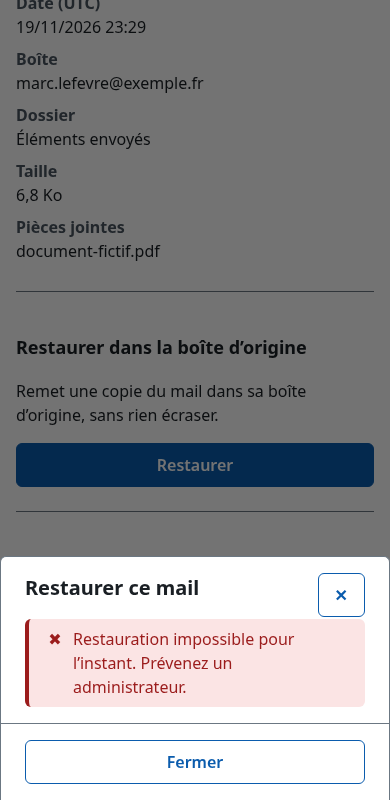 Date (UTC)
19/11/2026 23:29
Boîte
marc.lefevre@exemple.fr
Dossier
Éléments envoyés
Taille
6,8 Ko
Pièces jointes
document-fictif.pdf
Restaurer dans la boîte d’origine
Remet une copie du mail dans sa boîte
d’origine, sans rien écraser.
Restaurer
Restaurer ce mail
×
✖ Restauration impossible pour
l’instant. Prévenez un
administrateur.
Fermer